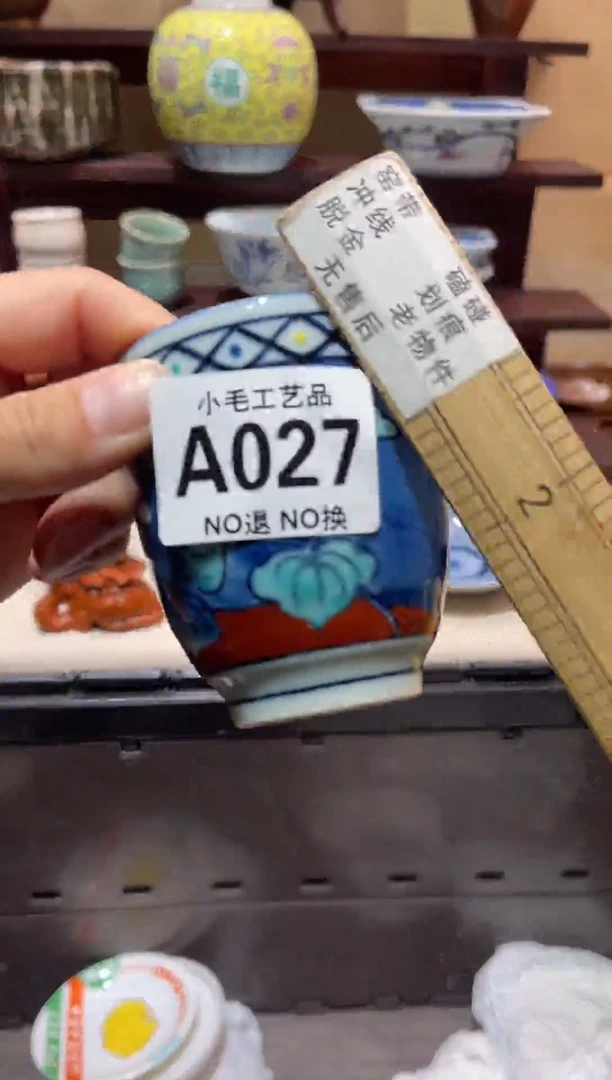 福
窑带 磕碰
冲线 划痕
脱金 老物件
无售后
小毛工艺品
A027
NO退 NO换
2